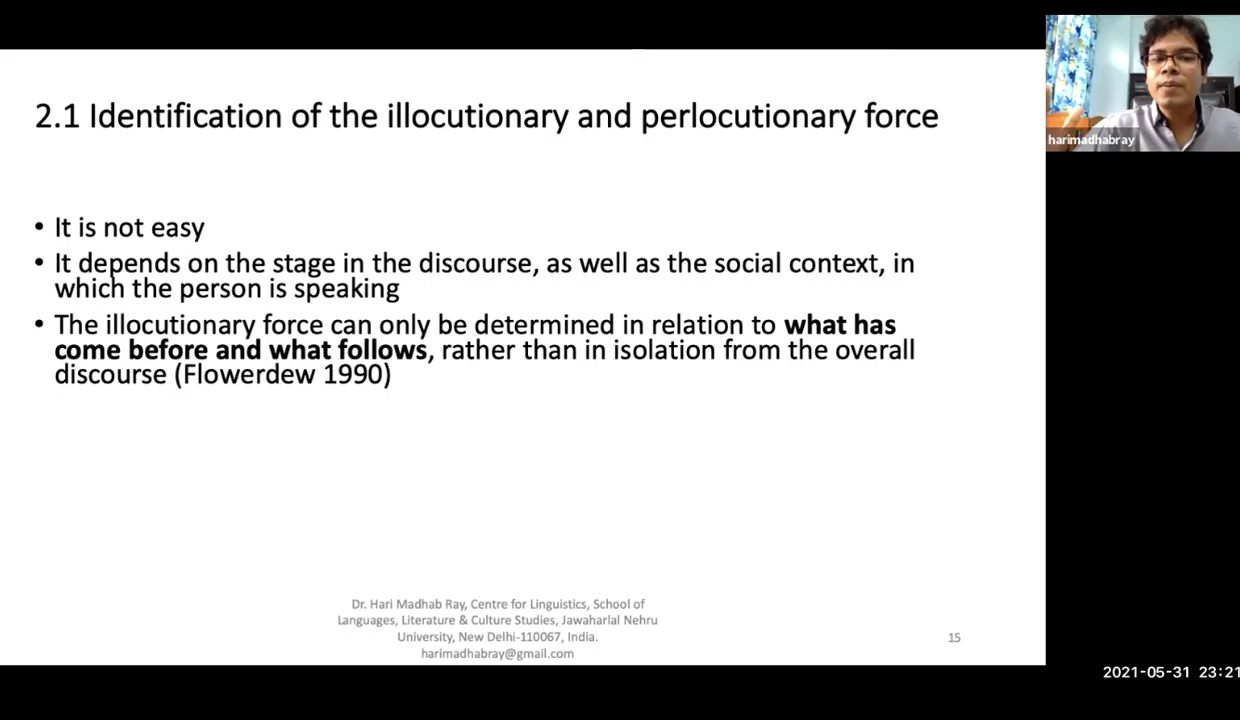 2.1 Identification of the illocutionary and perlocutionary force
harimadhabray
• It is not easy
• It depends on the stage in the discourse, as well as the social context, in
which the person is speaking
• The illocutionary force can only be determined in relation to what has
come before and what follows, rather than in isolation from the overall
discourse (Flowerdew 1990)
Dr. Hari Madhab Ray, Centre for Linguistics, School of
Languages, Literature & Culture Studies, Jawaharlal Nehru
University, New Delhi-110067, India.
harimadhabray@gmail.com
15
2021-05-31 23:21